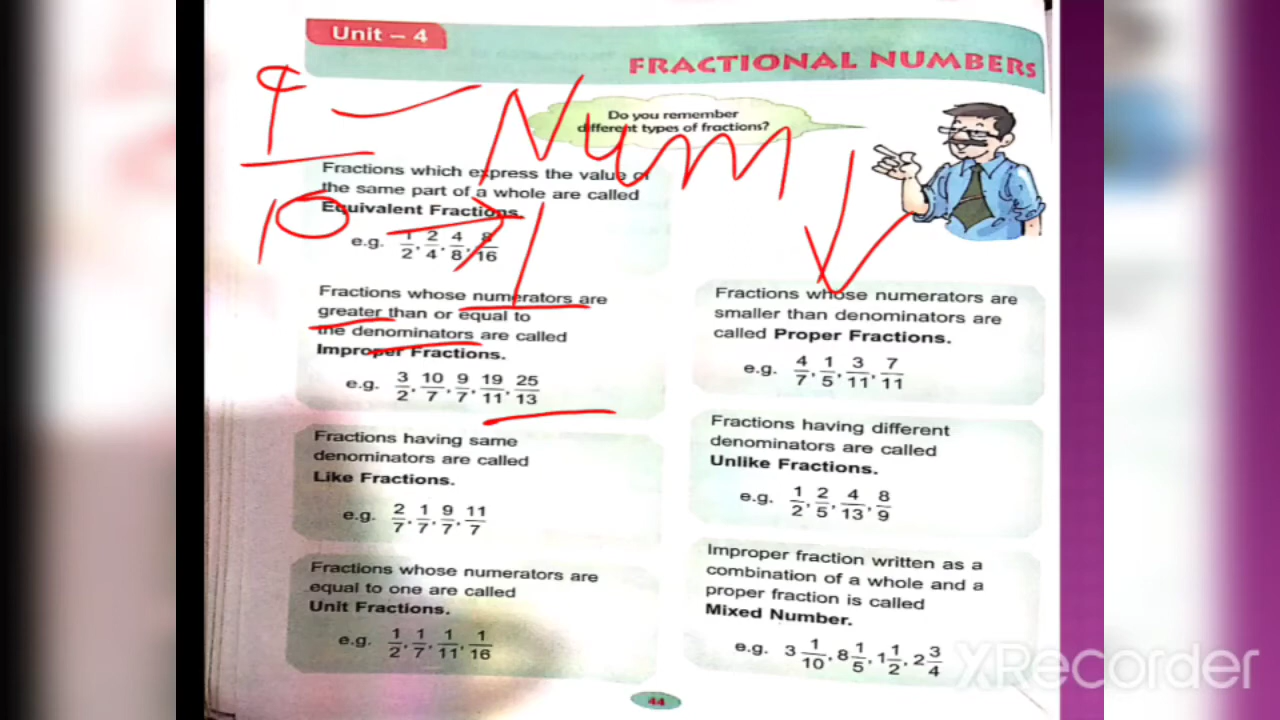 Unit – 4
FRACTIONAL NUMBERS
Do you remember
different types of fractions?
9/10 — Num
1
Fractions which express the value of
the same part of a whole are called
Equivalent Fractions.
e.g. 1/2, 2/4, 4/8, 8/16
Fractions whose numerators are
greater than or equal to
the denominators are called
Improper Fractions.
e.g. 3/2, 10/7, 9/7, 19/11, 25/13
Fractions whose numerators are
smaller than denominators are
called Proper Fractions.
e.g. 4/7, 1/5, 3/11, 7/11
Fractions having same
denominators are called
Like Fractions.
e.g. 2/7, 1/7, 9/7, 11/7
Fractions having different
denominators are called
Unlike Fractions.
e.g. 1/2, 2/5, 4/13, 8/9
Fractions whose numerators are
equal to one are called
Unit Fractions.
e.g. 1/2, 1/7, 1/11, 1/16
Improper fraction written as a
combination of a whole and a
proper fraction is called
Mixed Number.
e.g. 3 1/10, 8 1/5, 1 1/2, 2 3/4
44
XRecorder